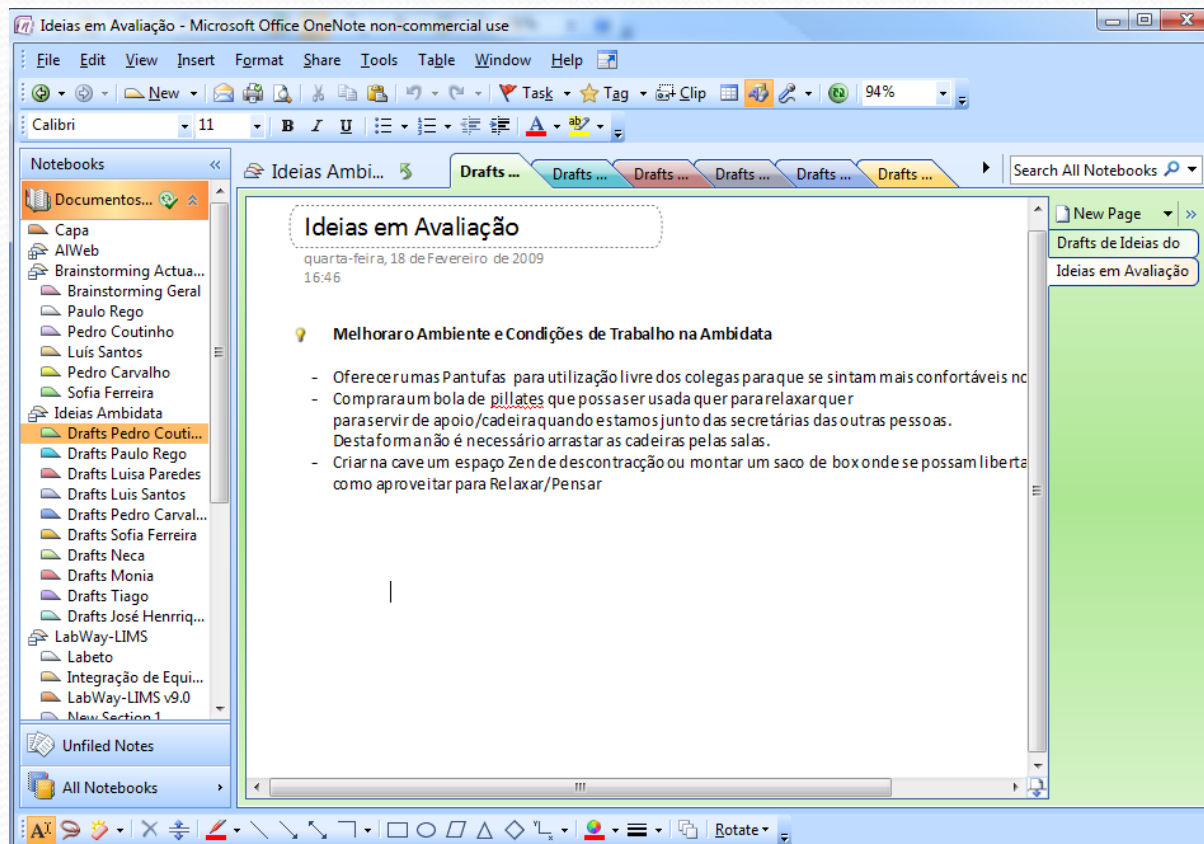 Ideias em Avaliação - Microsoft Office OneNote non-commercial use
File Edit View Insert Format Share Tools Table Window Help
New Task Tag Clip 94%
Calibri 11 B I U A ab
Notebooks
Ideias Ambi... Drafts ... Drafts ... Drafts ... Drafts ... Drafts ... Drafts ... Search All Notebooks
Documentos...
Capa
AIWeb
Brainstorming Actua...
Brainstorming Geral
Paulo Rego
Pedro Coutinho
Luís Santos
Pedro Carvalho
Sofia Ferreira
Ideias Ambidata
Drafts Pedro Couti...
Drafts Paulo Rego
Drafts Luisa Paredes
Drafts Luis Santos
Drafts Pedro Carval...
Drafts Sofia Ferreira
Drafts Neca
Drafts Monia
Drafts Tiago
Drafts José Henrriq...
LabWay-LIMS
Labeto
Integração de Equi...
LabWay-LIMS v9.0
New Section 1
Unfiled Notes
All Notebooks
Ideias em Avaliação
quarta-feira, 18 de Fevereiro de 2009
16:46
Melhorar o Ambiente e Condições de Trabalho na Ambidata
- Oferecer umas Pantufas para utilização livre dos colegas para que se sintam mais confortáveis no
- Comprar a um bola de pillates que possa ser usada quer para relaxar quer
para servir de apoio/cadeira quando estamos junto das secretárias das outras pessoas.
Desta forma não é necessário arrastar as cadeiras pelas salas.
- Criar na cave um espaço Zen de descontracção ou montar um saco de box onde se possam liberta
como aproveitar para Relaxar/Pensar
New Page
Drafts de Ideias do
Ideias em Avaliação
Rotate